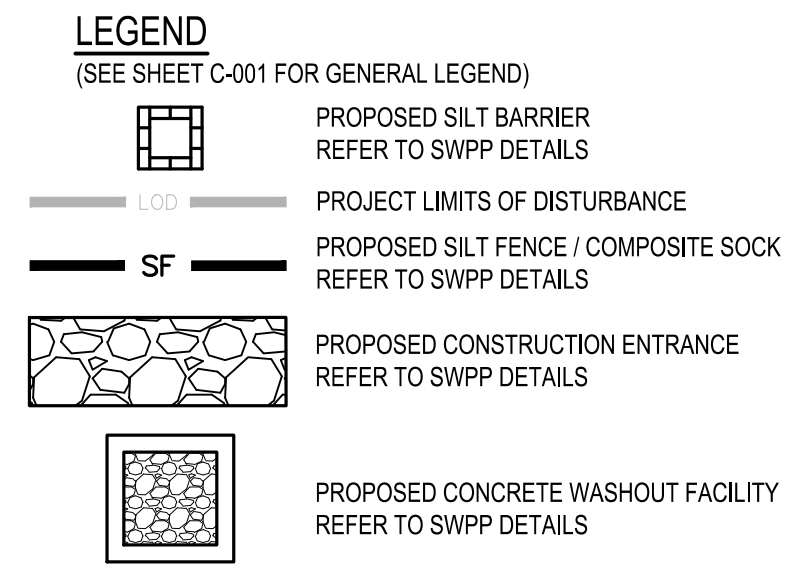 LEGEND
(SEE SHEET C-001 FOR GENERAL LEGEND)
PROPOSED SILT BARRIER
REFER TO SWPP DETAILS
LOD PROJECT LIMITS OF DISTURBANCE
PROPOSED SILT FENCE / COMPOSITE SOCK
SF
REFER TO SWPP DETAILS
PROPOSED CONSTRUCTION ENTRANCE
REFER TO SWPP DETAILS
PROPOSED CONCRETE WASHOUT FACILITY
REFER TO SWPP DETAILS